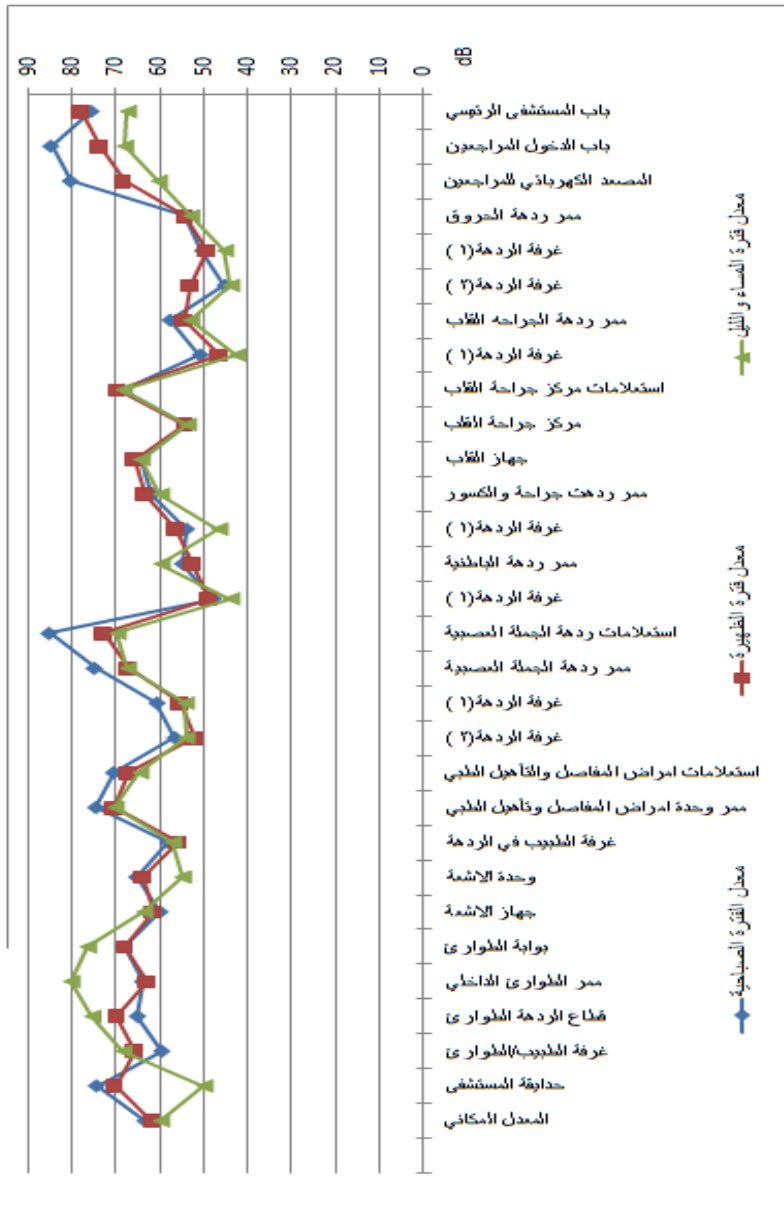 90
80
70
60
50
40
30
20
10
0
dB
باب المستشفى الرئيسي
باب الدخول المراجعين
المصعد الكهربائي للمراجعين
ممر ردهة الحروق
غرفة الردهة(١ )
غرفة الردهة(٢ )
ممر ردهة الجراحه القلب
غرفة الردهة(١ )
استعلامات مركز جراحة القلب
مركز جراحة القلب
جهاز القلب
ممر ردهت جراحة والكسور
غرفة الردهة(١ )
ممر ردهة الباطنية
غرفة الردهة(١ )
استعلامات ردهة الجملة العصبية
ممر ردهة الجملة العصبية
غرفة الردهة(١ )
غرفة الردهة(٢ )
استعلامات امراض المفاصل والتأهيل الطبي
ممر وحدة امراض المفاصل وتأهيل الطبي
غرفة الطبيب في الردهة
وحدة الاشعة
جهاز الاشعة
بوابة الطوارئ
ممر الطوارئ الداخلي
قطاع الردهة الطوارئ
غرفة الطبيب/الطوارئ
حدايقة المستشفى
المعدل المكاني
معدل فترة المساء والليل
معدل فترة الظهيرة
معدل الفترة الصباحية